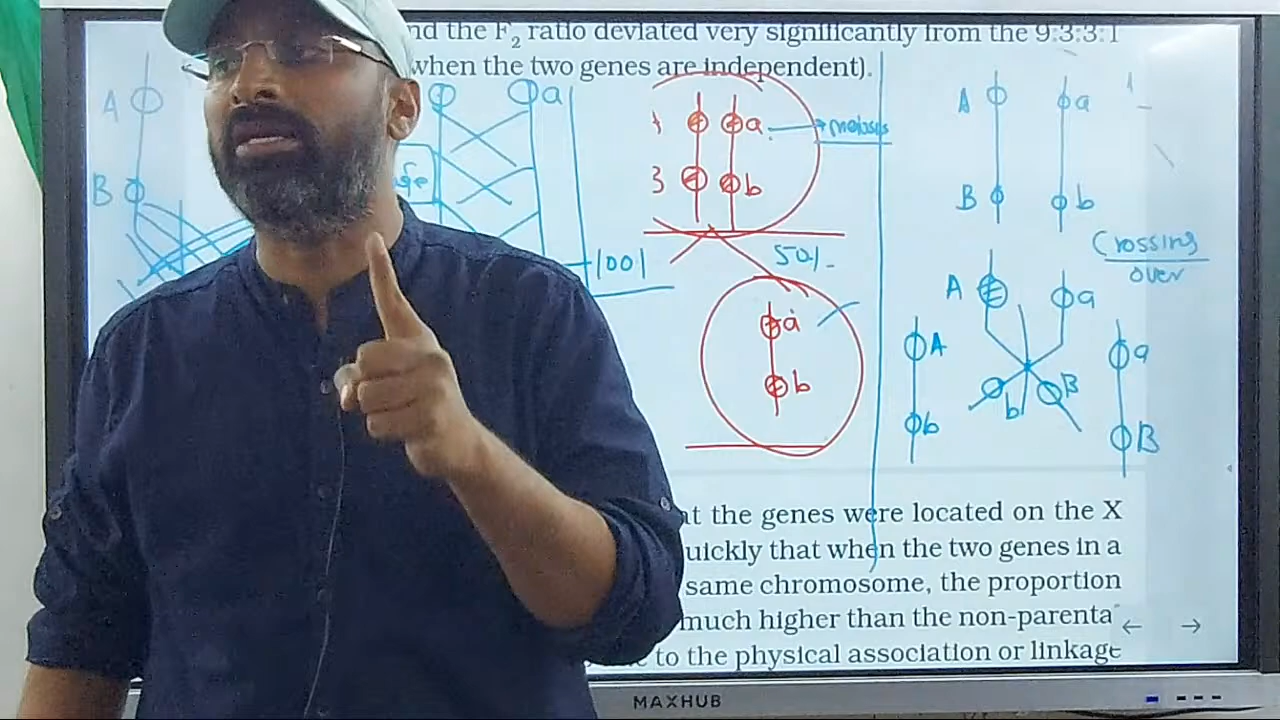 nd the F₂ ratio deviated very significantly from the 9:3:3:1
when the two genes are independent).
A
B
a
1001
a → meiosis
b
50%
a
b
A a
B b
Crossing
over
A a
b B
A
b
a
B
at the genes were located on the X
uickly that when the two genes in a
same chromosome, the proportion
much higher than the non-parenta
to the physical association or linkage
← →
MAXHUB